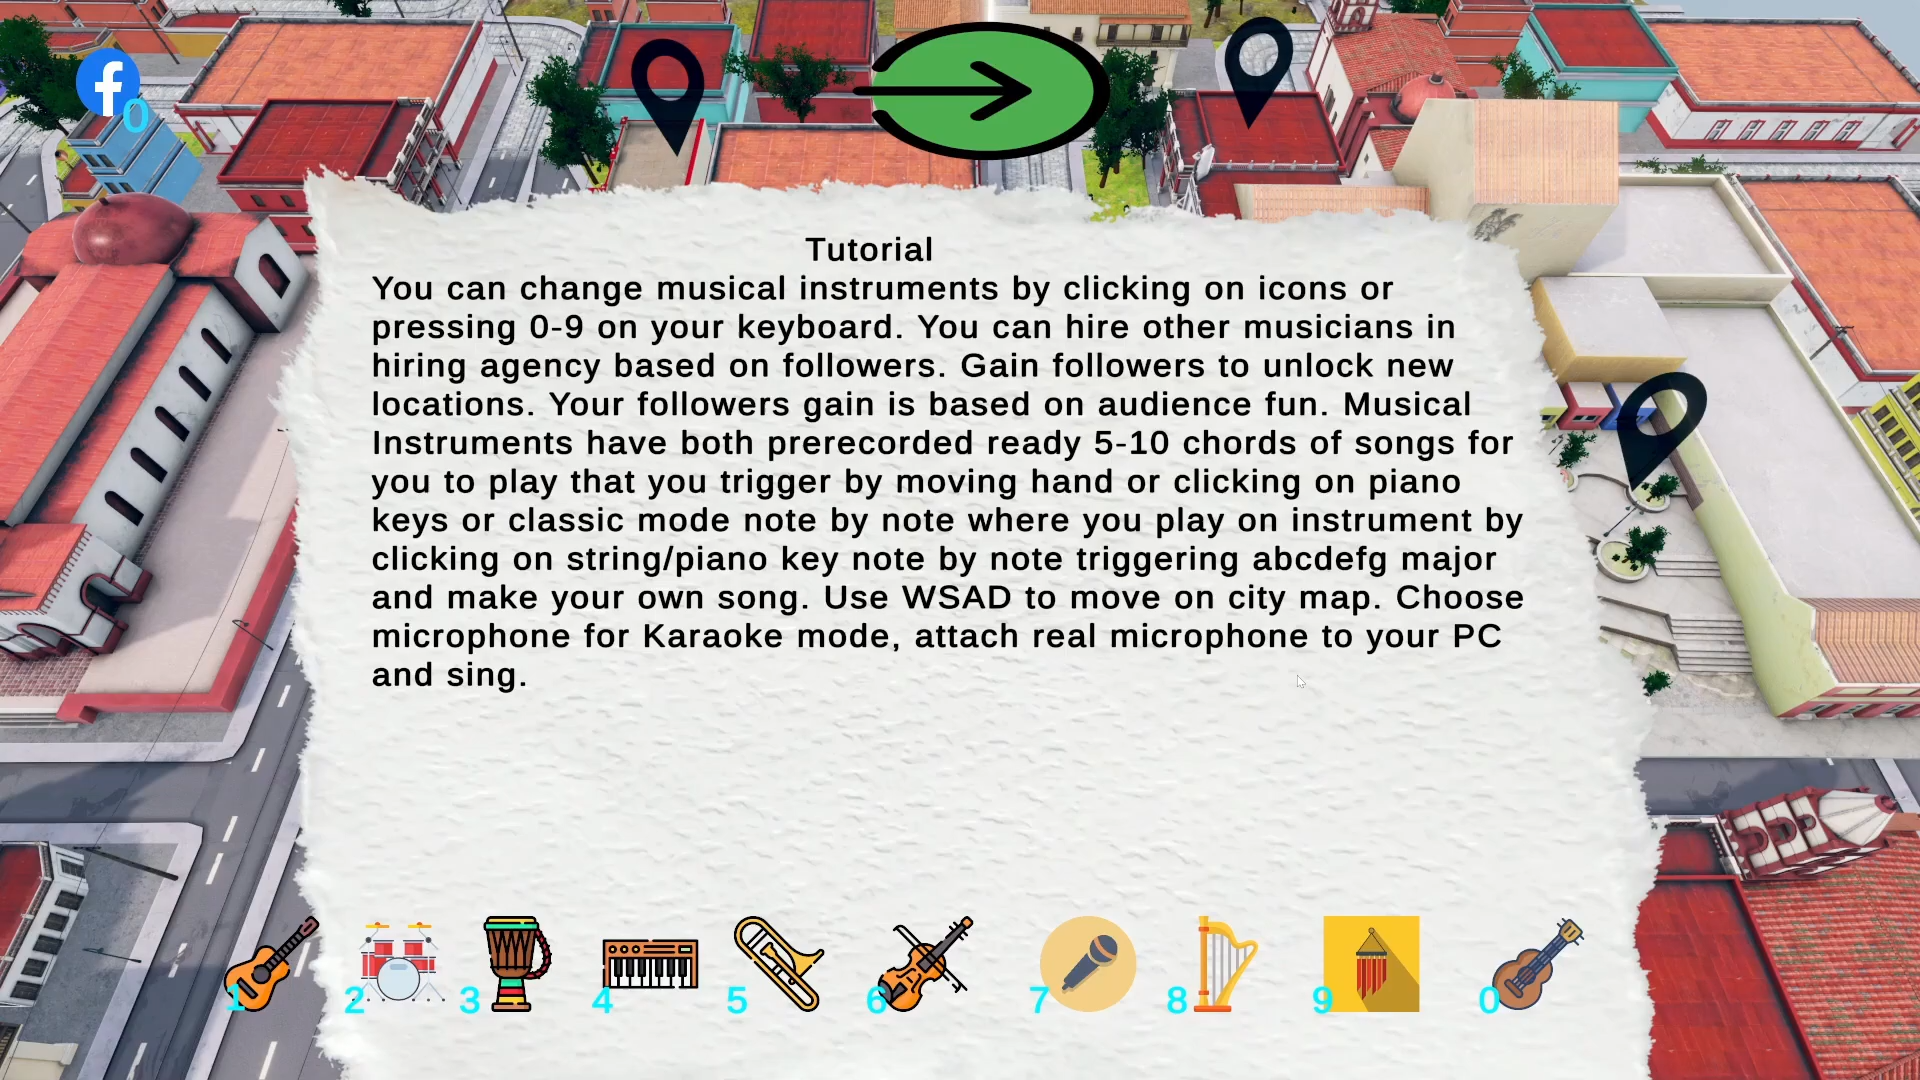 f
0
Tutorial
You can change musical instruments by clicking on icons or
pressing 0-9 on your keyboard. You can hire other musicians in
hiring agency based on followers. Gain followers to unlock new
locations. Your followers gain is based on audience fun. Musical
Instruments have both prerecorded ready 5-10 chords of songs for
you to play that you trigger by moving hand or clicking on piano
keys or classic mode note by note where you play on instrument by
clicking on string/piano key note by note triggering abcdefg major
and make your own song. Use WSAD to move on city map. Choose
microphone for Karaoke mode, attach real microphone to your PC
and sing.
1 2 3 4 5 6 7 8 9 0